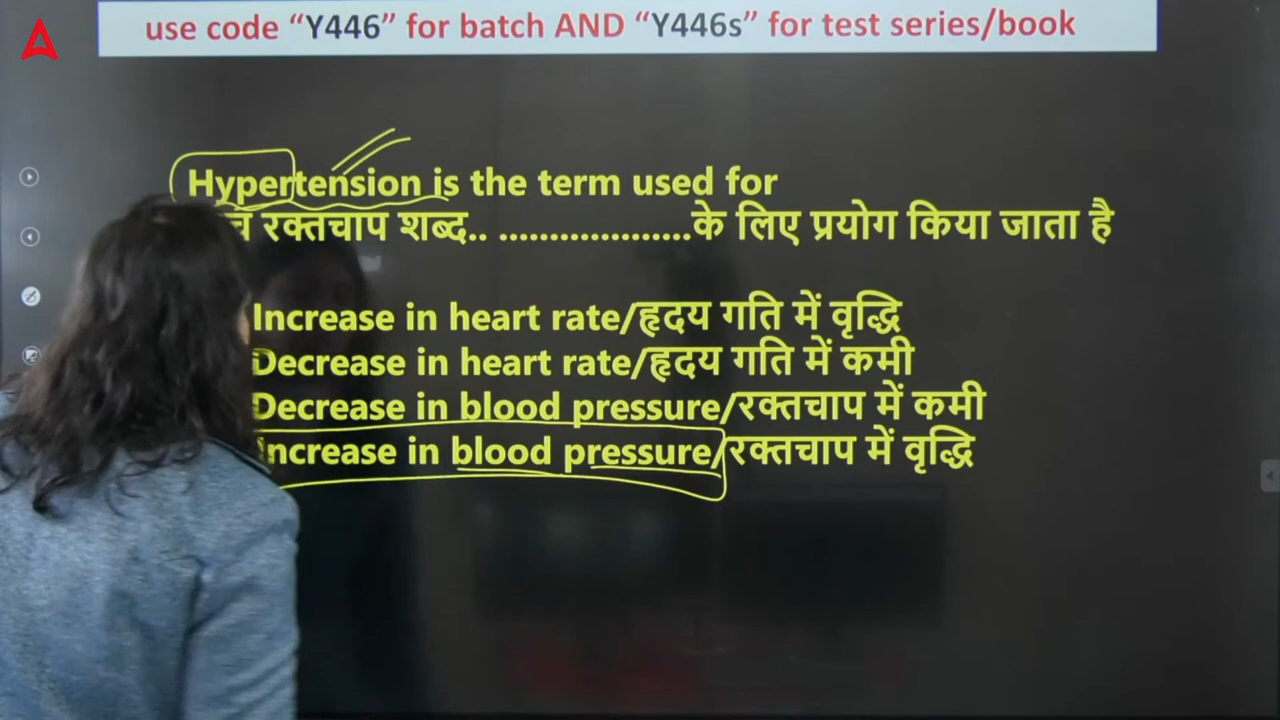 use code “Y446” for batch AND “Y446s” for test series/book
Hypertension is the term used for
रक्तचाप शब्द.. ...................के लिए प्रयोग किया जाता है
Increase in heart rate/हृदय गति में वृद्धि
Decrease in heart rate/हृदय गति में कमी
Decrease in blood pressure/रक्तचाप में कमी
Increase in blood pressure/रक्तचाप में वृद्धि